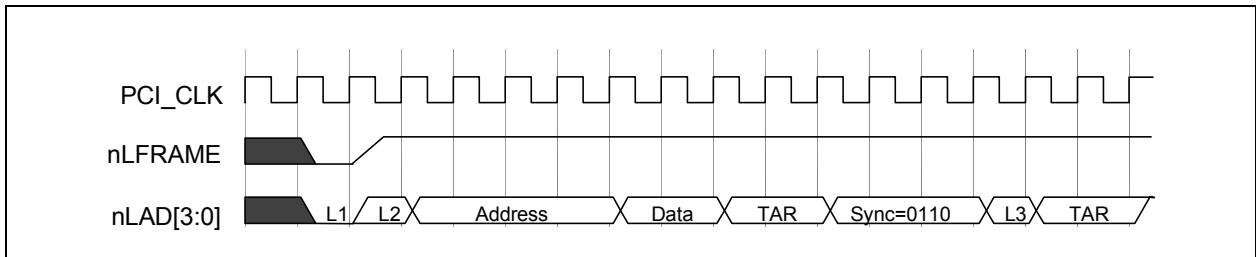 PCI_CLK
nLFRAME
nLAD[3:0] L1 L2 Address Data TAR Sync=0110 L3 TAR